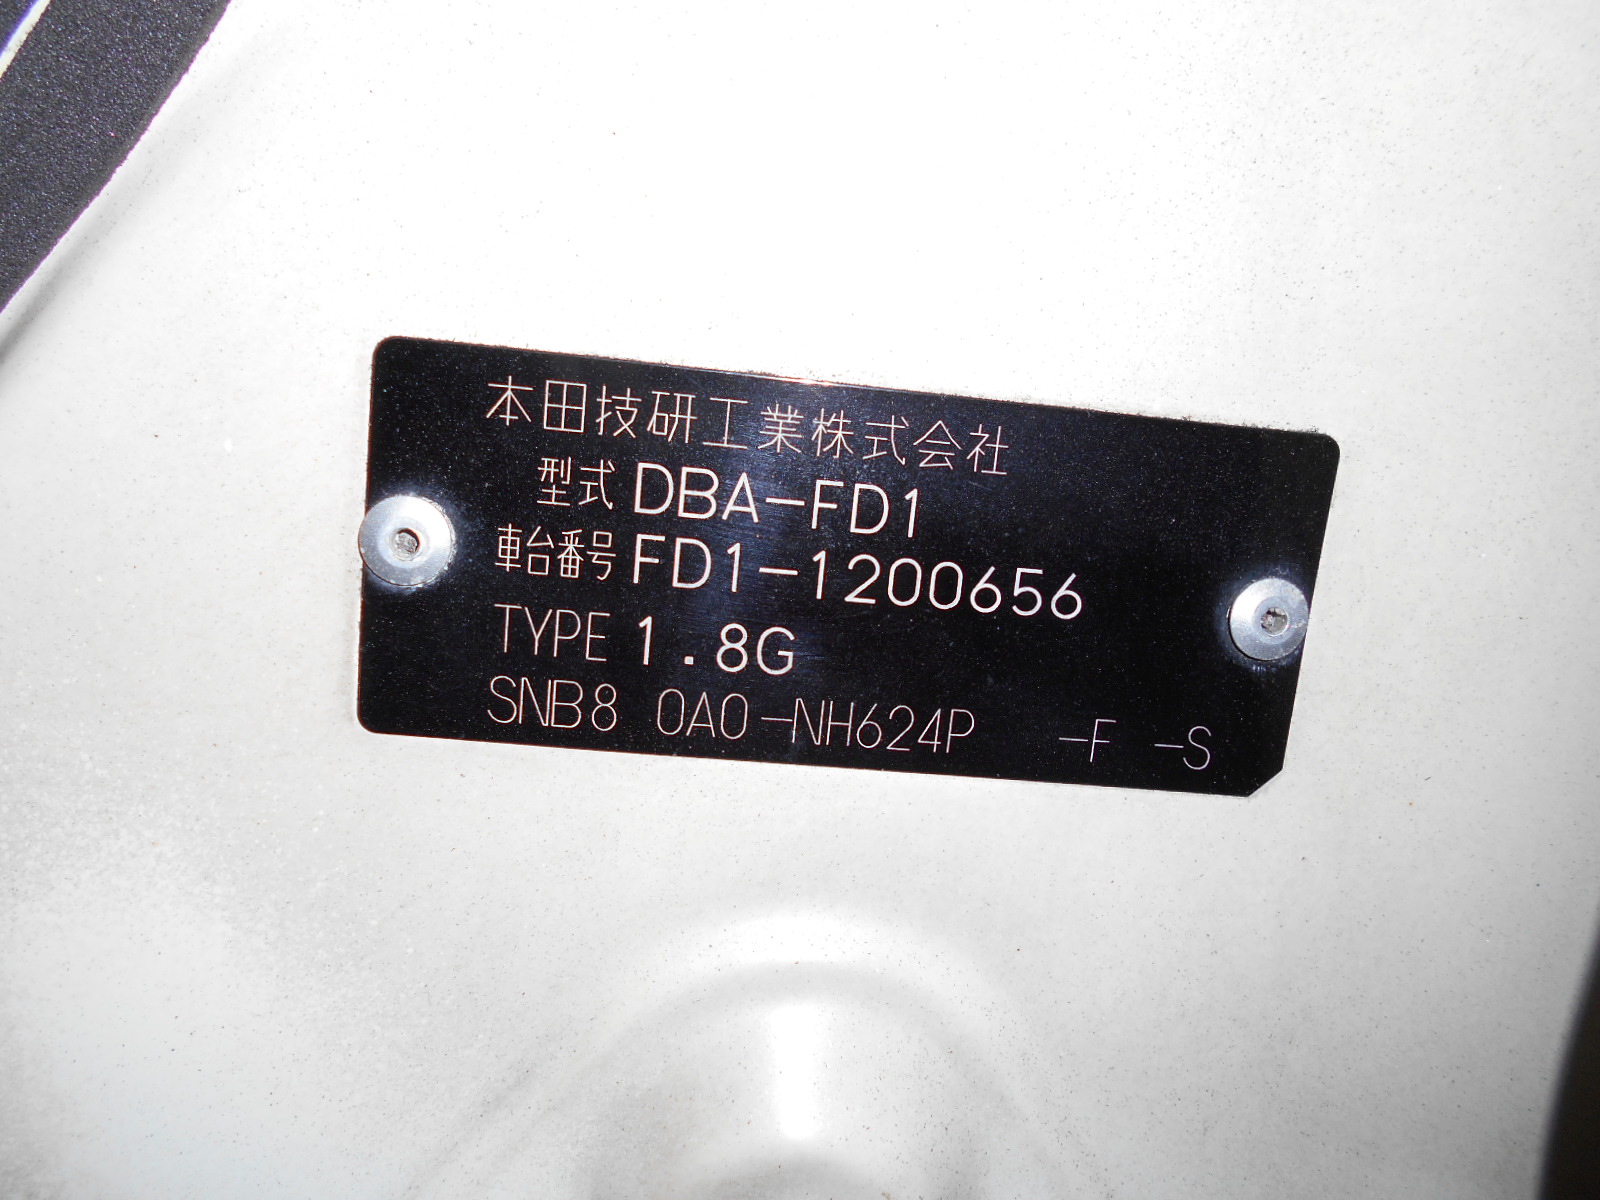 本田技研工業株式会社
型式 DBA-FD1
車台番号 FD1-1200656
TYPE 1.8G
SNB8 0A0-NH624P -F -S